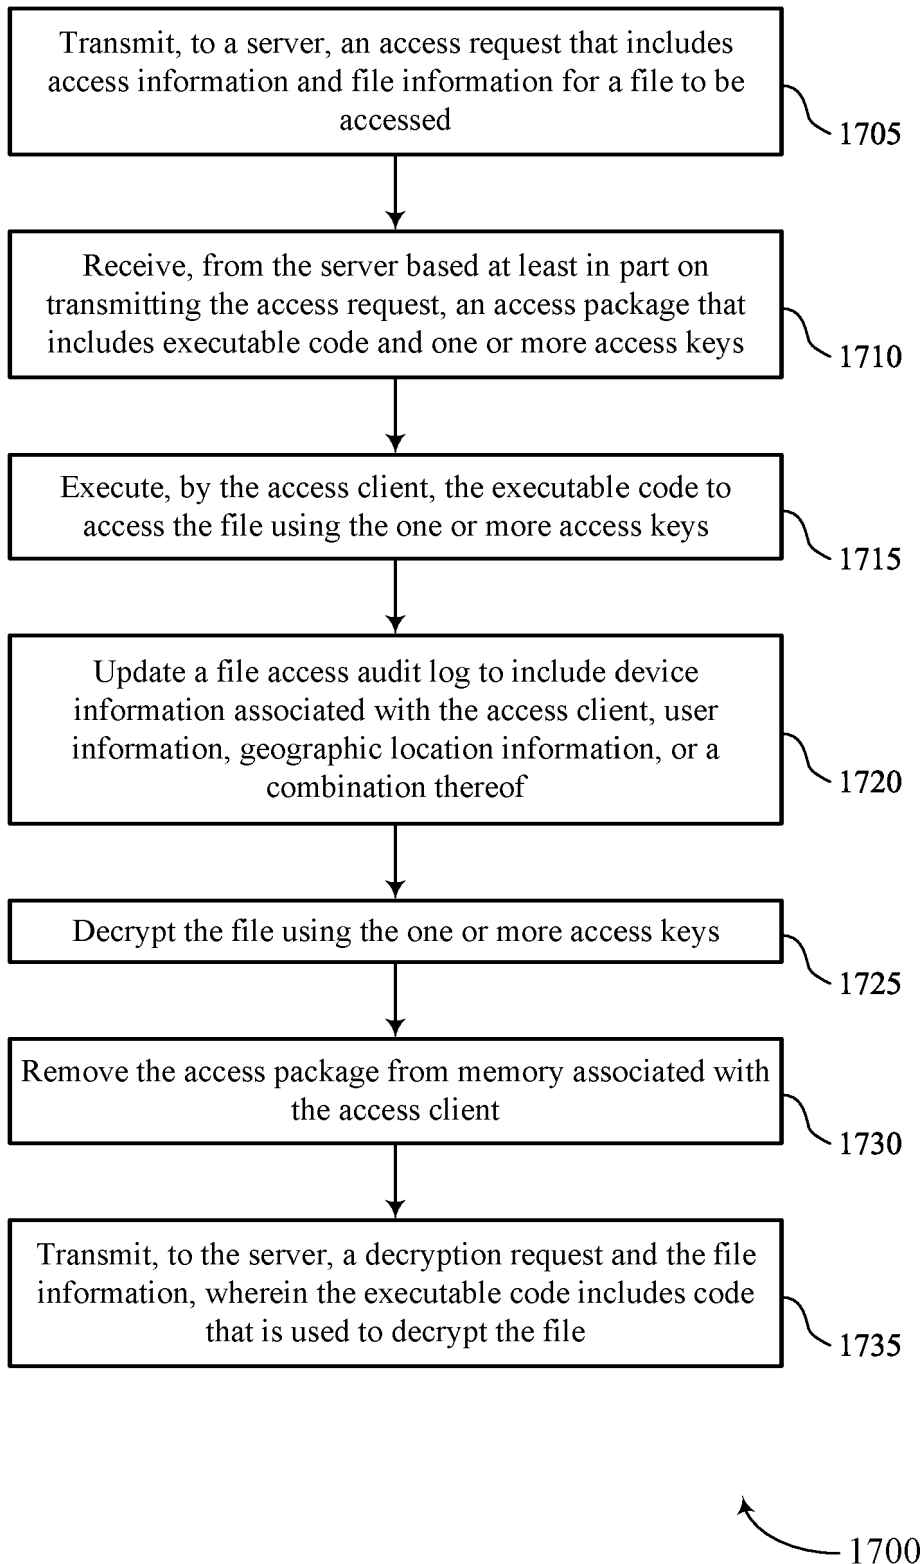 Transmit, to a server, an access request that includes
access information and file information for a file to be
accessed
1705
Receive, from the server based at least in part on
transmitting the access request, an access package that
includes executable code and one or more access keys
1710
Execute, by the access client, the executable code to
access the file using the one or more access keys
1715
Update a file access audit log to include device
information associated with the access client, user
information, geographic location information, or a
combination thereof
1720
Decrypt the file using the one or more access keys
1725
Remove the access package from memory associated with
the access client
1730
Transmit, to the server, a decryption request and the file
information, wherein the executable code includes code
that is used to decrypt the file
1735
1700